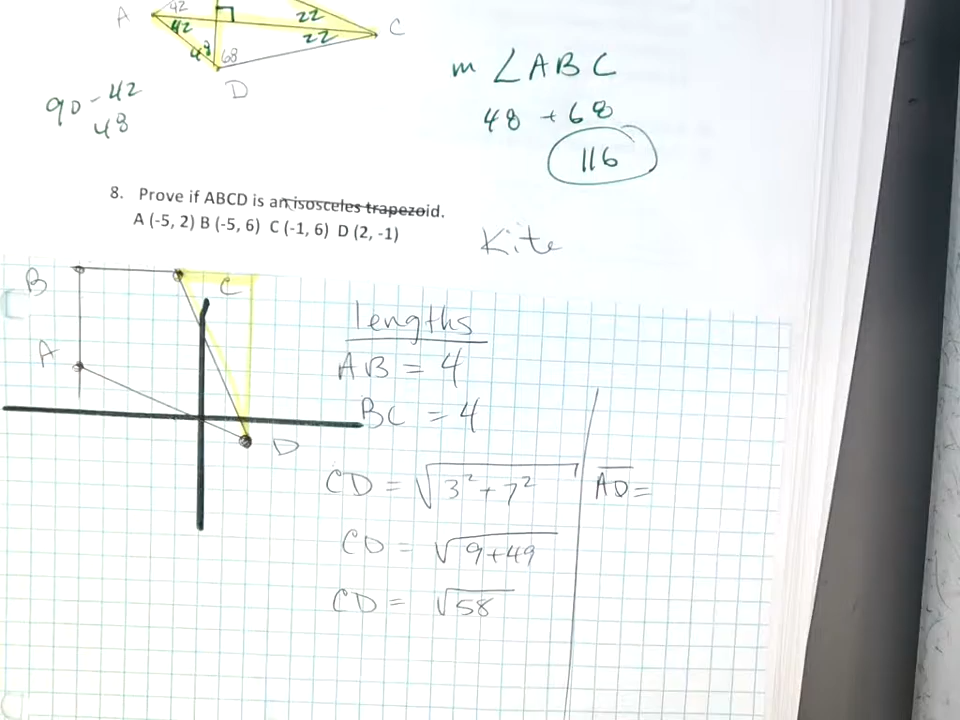 A 42 22 C
42 22
48 68
D
90 - 42
48
m ∠ABC
48 + 68
116
8. Prove if ABCD is an isosceles trapezoid.
A (-5, 2) B (-5, 6) C (-1, 6) D (2, -1)
Kite
B C
A
D
lengths
AB = 4
BC = 4
CD = √3² + 7²
AD =
CD = √9+49
CD = √58